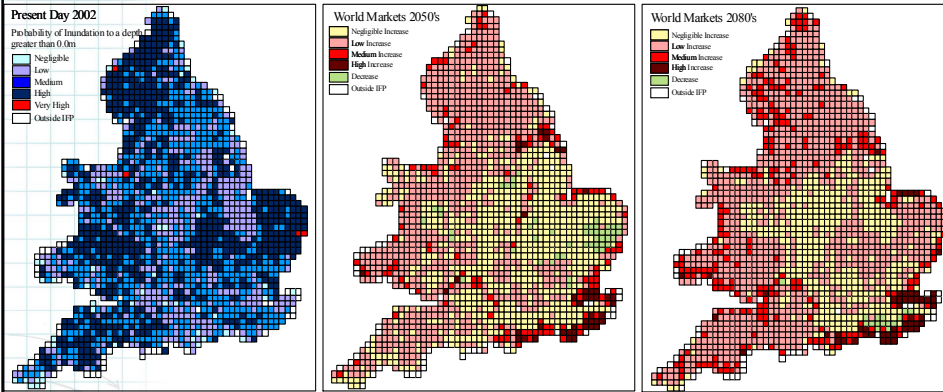 Present Day 2002
Probability of Inundation to a depth
greater than 0.0m
Negligible
Low
Medium
High
Very High
Outside IFP
World Markets 2050's
Negligible Increase
Low Increase
Medium Increase
High Increase
Decrease
Outside IFP
World Markets 2080's
Negligible Increase
Low Increase
Medium Increase
High Increase
Decrease
Outside IFP